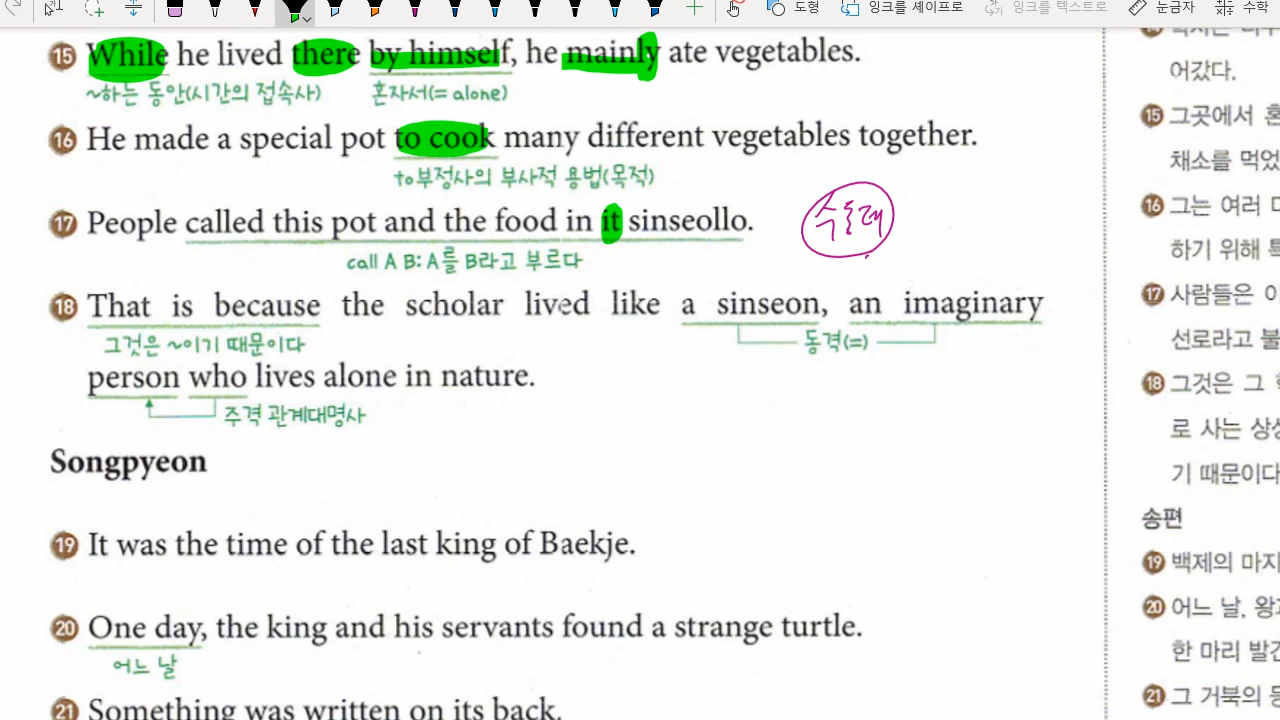 도형 잉크를 셰이프로 잉크를 텍스트로 눈금자 수학
15 While he lived there by himself, he mainly ate vegetables.
~하는 동안(시간의 접속사) 혼자서(= alone)
16 He made a special pot to cook many different vegetables together.
to부정사의 부사적 용법(목적)
17 People called this pot and the food in it sinseollo.
call A B: A를 B라고 부르다
18 That is because the scholar lived like a sinseon, an imaginary
그것은 ~이기 때문이다 동격(=)
person who lives alone in nature.
주격 관계대명사
Songpyeon
19 It was the time of the last king of Baekje.
20 One day, the king and his servants found a strange turtle.
어느 날
21 Something was written on its back.
어갔다.
15 그곳에서 혼
채소를 먹었
16 그는 여러
하기 위해 특
17 사람들은 이
선로라고 불
18 그것은 그
로 사는 상상
기 때문이다
송편
19 백제의 마지
20 어느 날, 왕과
한 마리 발견
21 그 거북의 등